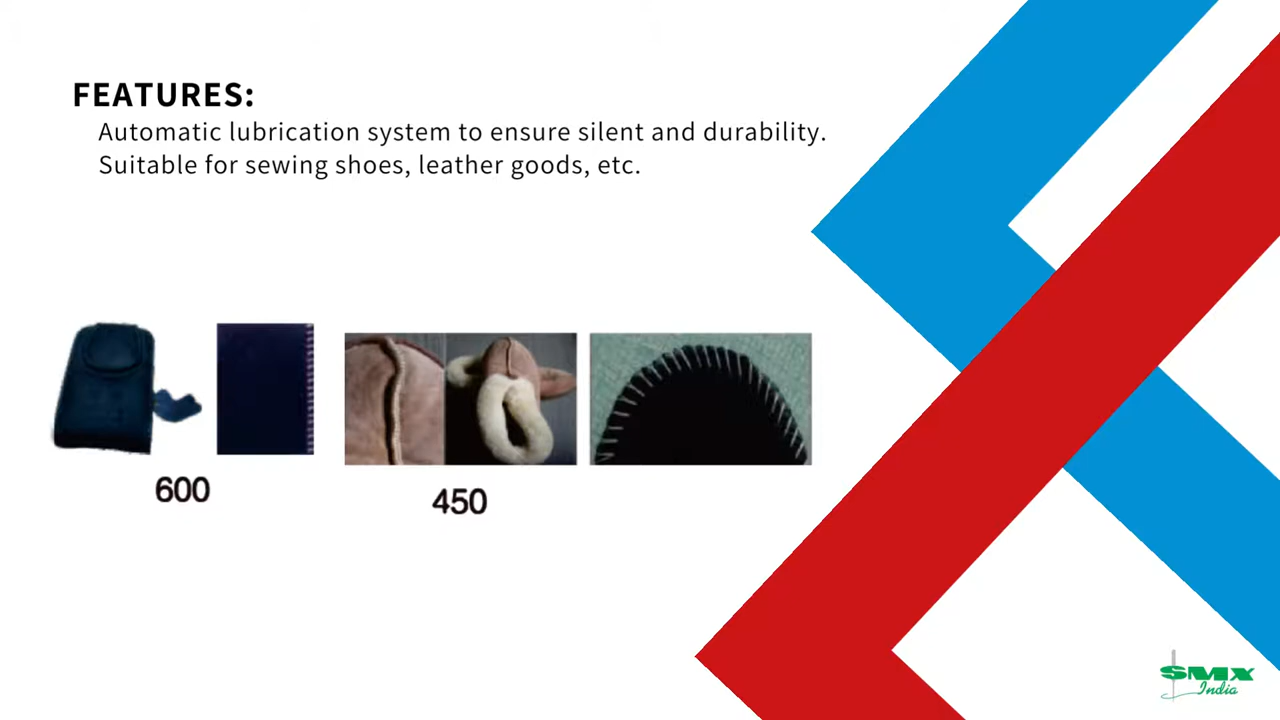 FEATURES:
Automatic lubrication system to ensure silent and durability.
Suitable for sewing shoes, leather goods, etc.
600
450
SMX
India